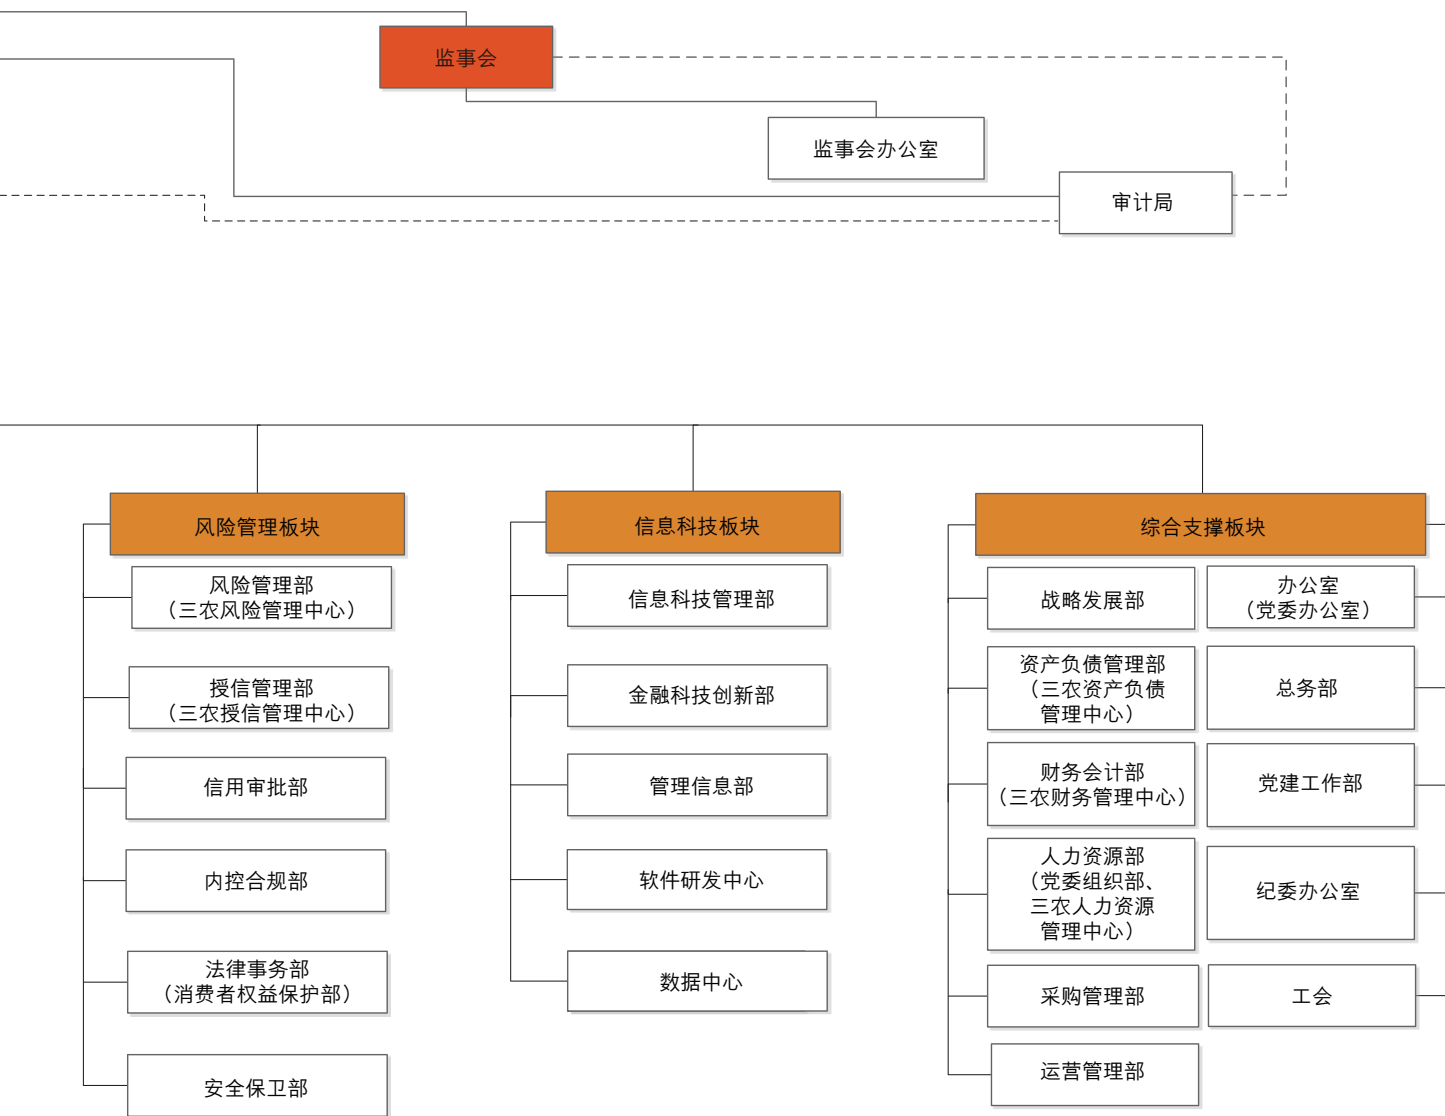 监事会
监事会办公室
审计局
风险管理板块
风险管理部
（三农风险管理中心）
授信管理部
（三农授信管理中心）
信用审批部
内控合规部
法律事务部
（消费者权益保护部）
安全保卫部
信息科技板块
信息科技管理部
金融科技创新部
管理信息部
软件研发中心
数据中心
综合支撑板块
战略发展部
资产负债管理部
（三农资产负债
管理中心）
财务会计部
（三农财务管理中心）
人力资源部
（党委组织部、
三农人力资源
管理中心）
采购管理部
运营管理部
办公室
（党委办公室）
总务部
党建工作部
纪委办公室
工会